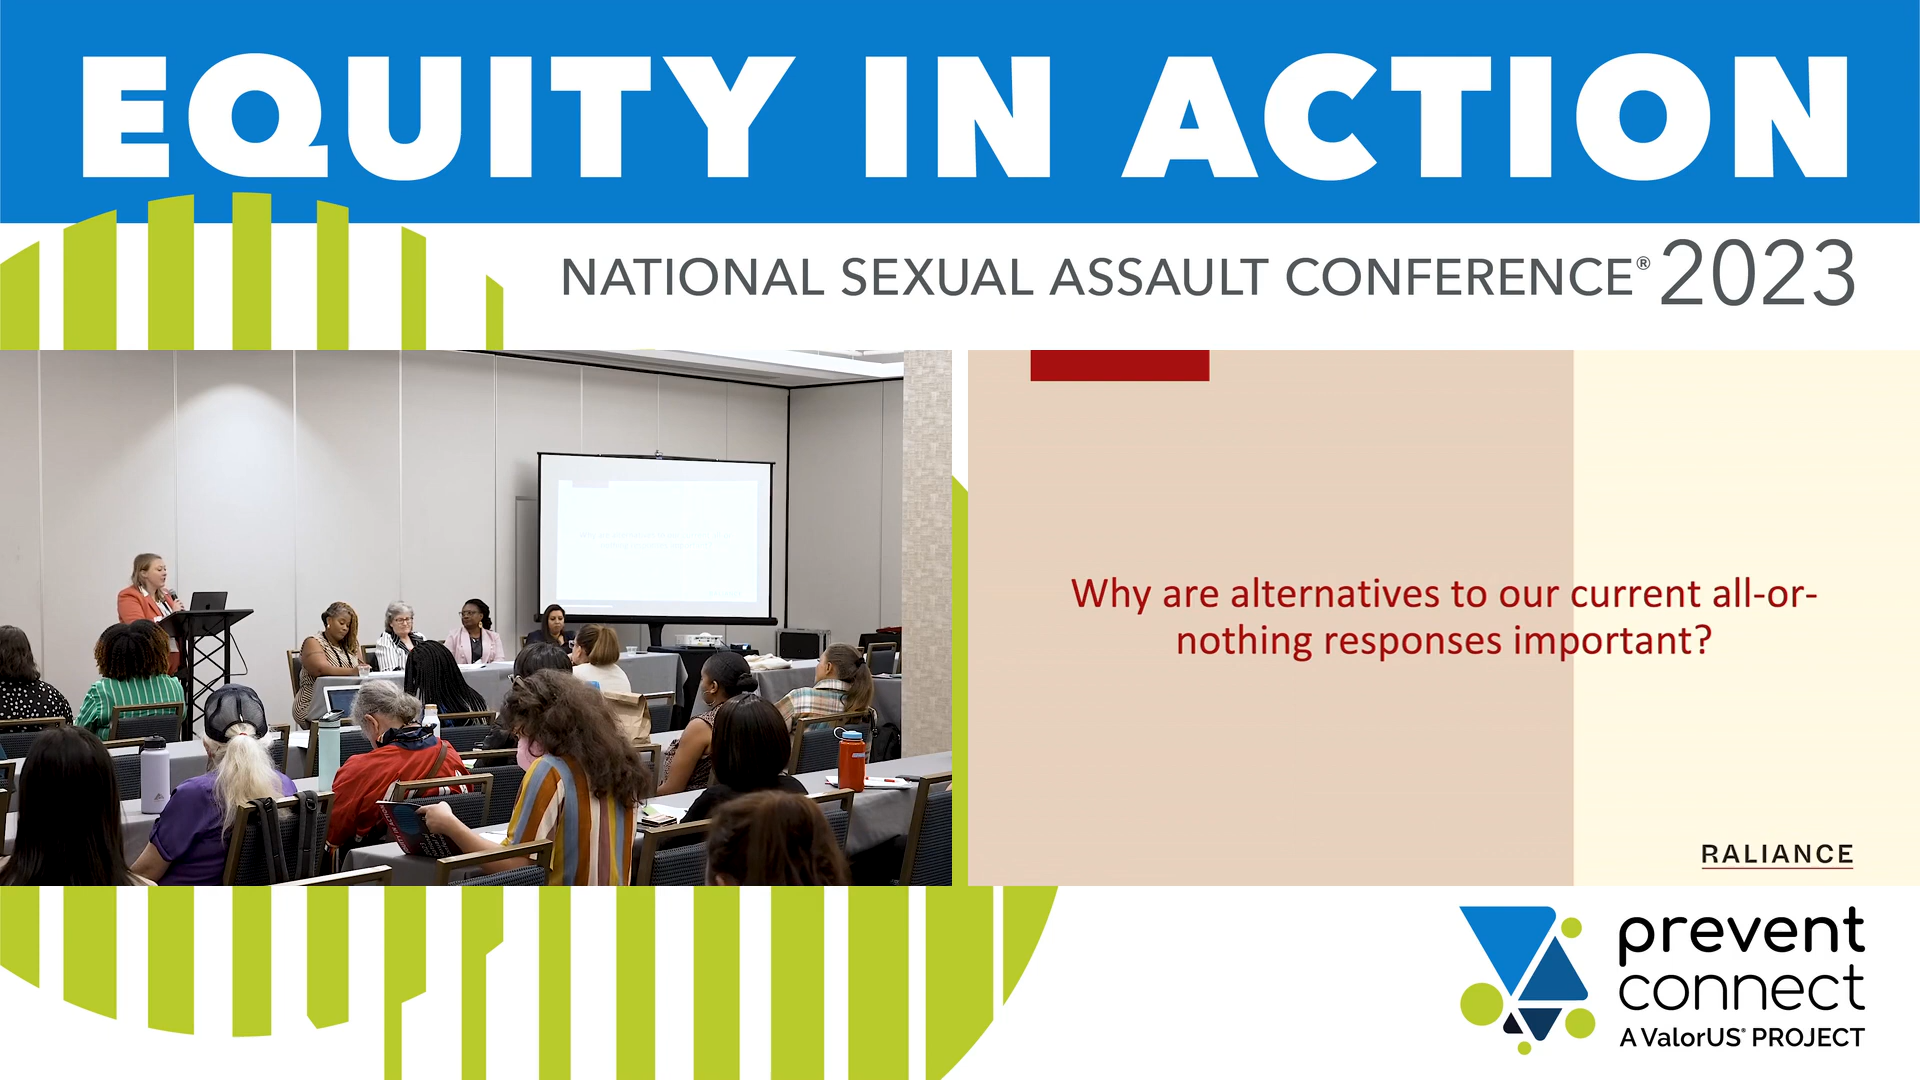 EQUITY IN ACTION
NATIONAL SEXUAL ASSAULT CONFERENCE® 2023
Why are alternatives to our current all-or-
nothing responses important?
RALIANCE
prevent
connect
A ValorUS® PROJECT